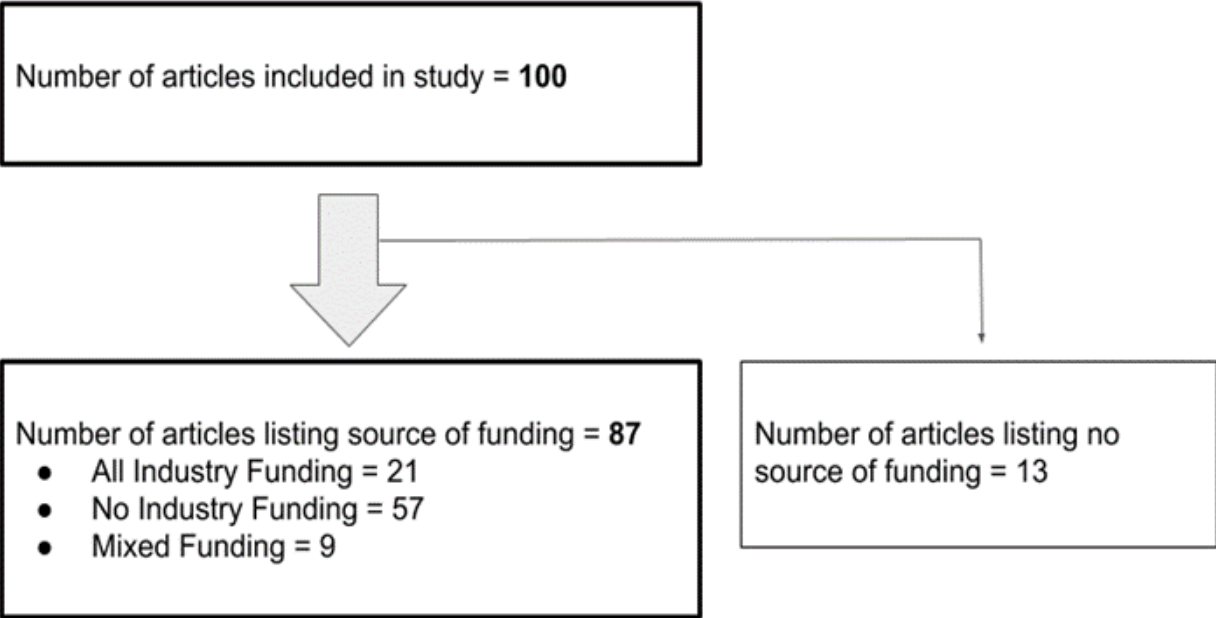 Number of articles included in study = 100
Number of articles listing source of funding = 87
● All Industry Funding = 21
● No Industry Funding = 57
● Mixed Funding = 9
Number of articles listing no
source of funding = 13